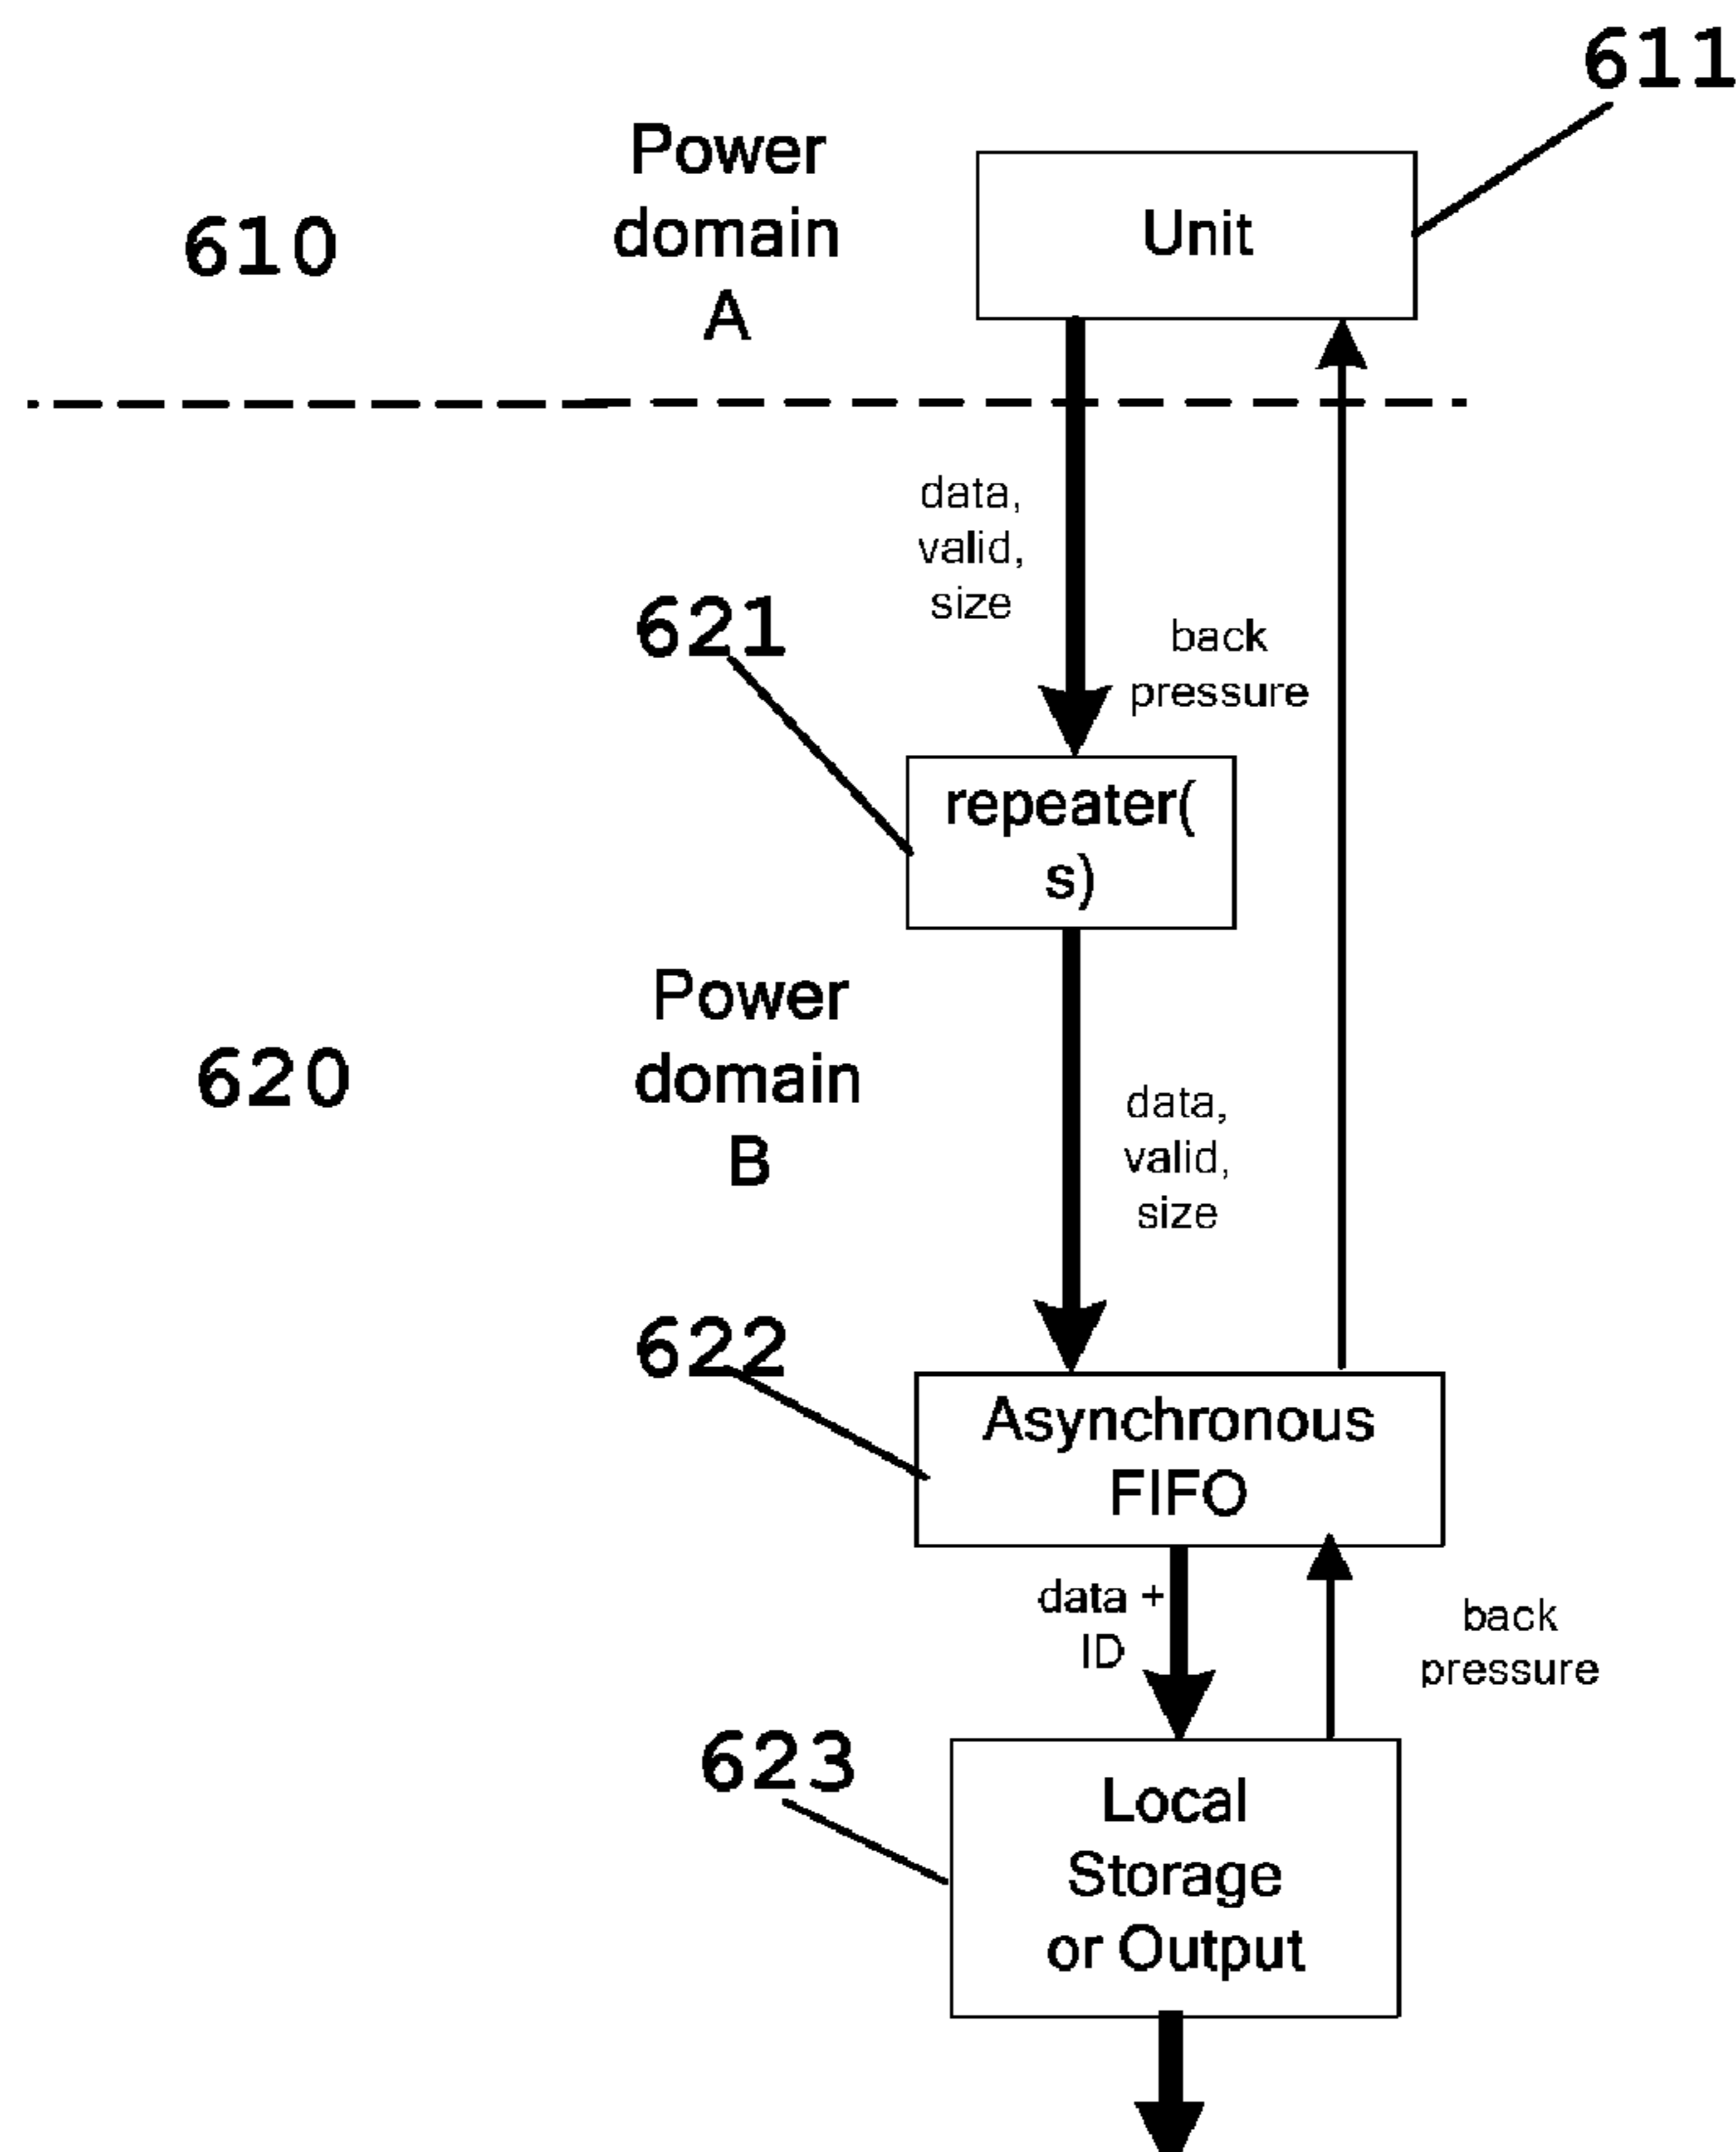 611
Power
domain
A
610
Unit
data,
valid,
size
back
pressure
621
repeater(
s)
Power
domain
B
620
data,
valid,
size
622
Asynchronous
FIFO
data +
ID
back
pressure
623
Local
Storage
or Output